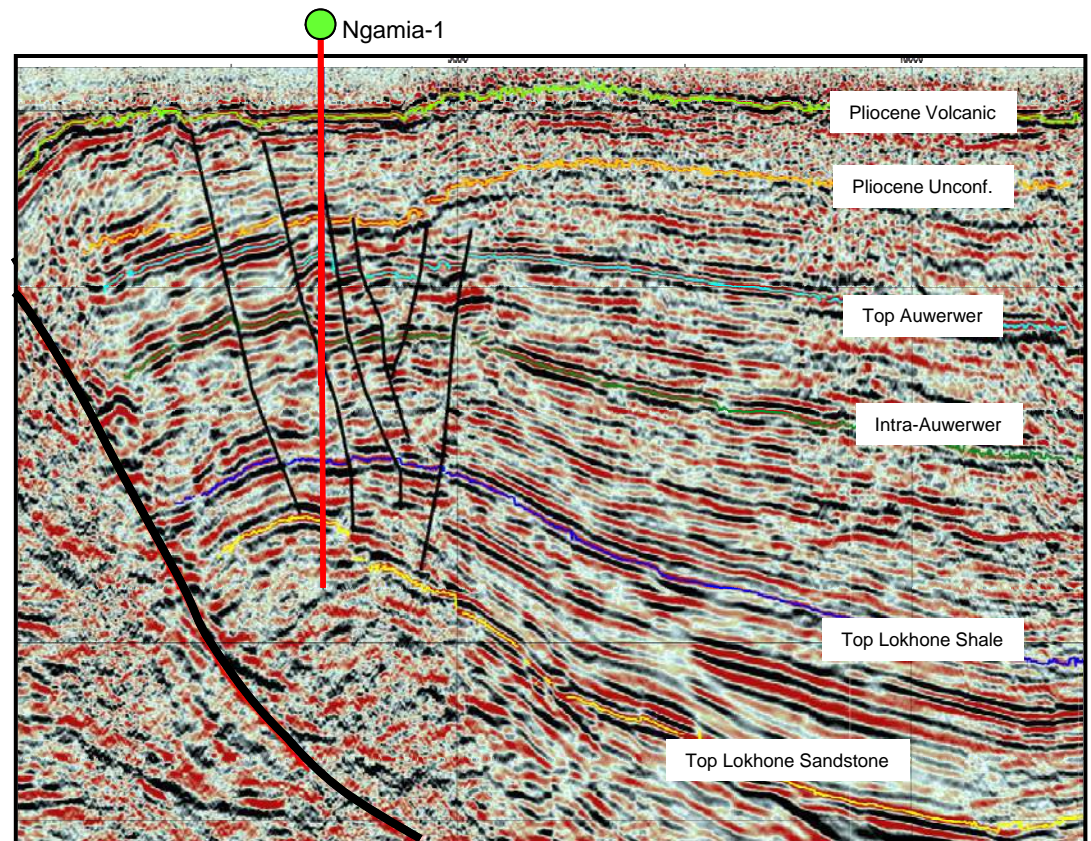 Ngamia-1
Pliocene Volcanic
Pliocene Unconf.
Top Auwerwer
Intra-Auwerwer
Top Lokhone Shale
Top Lokhone Sandstone